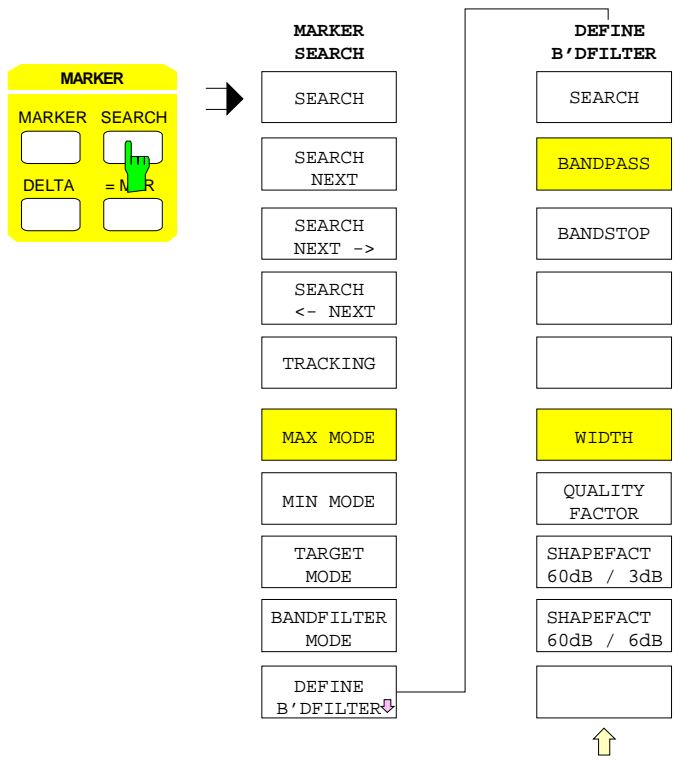 MARKER
MARKER SEARCH
DELTA = M R
MARKER
SEARCH
SEARCH
SEARCH
NEXT
SEARCH
NEXT ->
SEARCH
<- NEXT
TRACKING
MAX MODE
MIN MODE
TARGET
MODE
BANDFILTER
MODE
DEFINE
B'DFILTER
DEFINE
B'DFILTER
SEARCH
BANDPASS
BANDSTOP
WIDTH
QUALITY
FACTOR
SHAPEFACT
60dB / 3dB
SHAPEFACT
60dB / 6dB